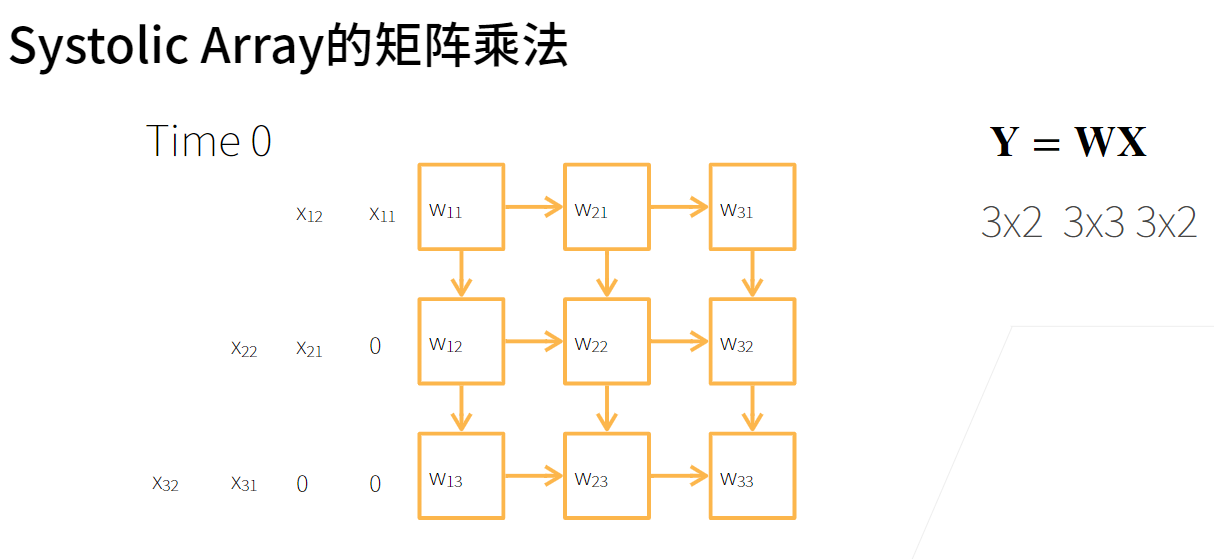 Systolic Array的矩阵乘法
Time 0
Y = WX
3x2 3x3 3x2
x12 x11 w11 w21 w31
x22 x21 0 w12 w22 w32
x32 x31 0 0 w13 w23 w33